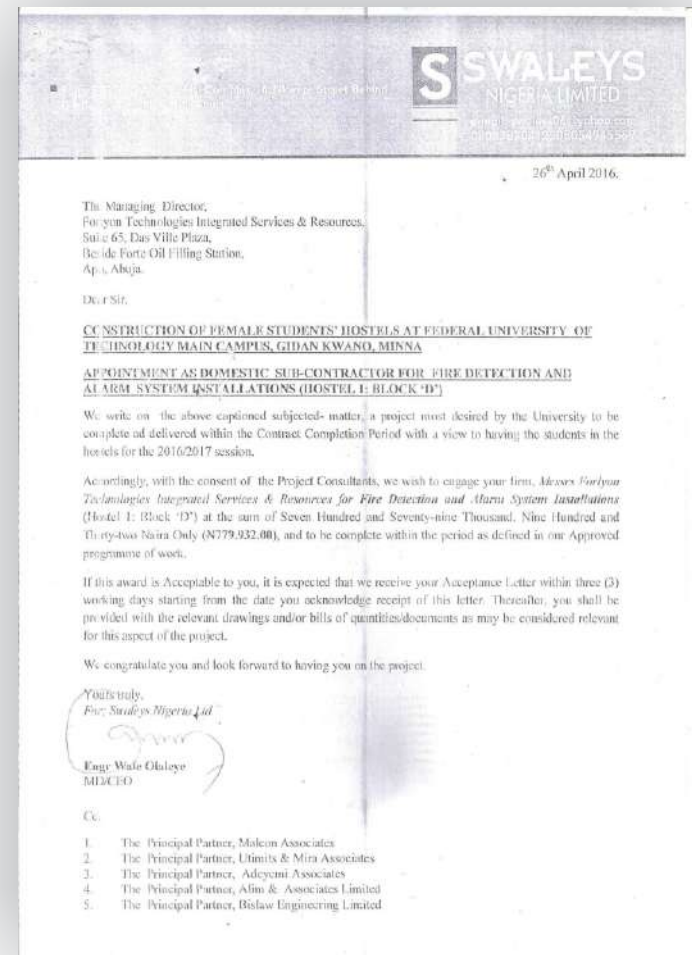 S SWALEYS
NIGERIA LIMITED
26th April 2016.
The Managing Director,
Technologies Integrated Services & Resources,
Suite 65, Das Ville Plaza,
Beside Forte Oil Filling Station,
Apo, Abuja.
Dear Sir,
CONSTRUCTION OF FEMALE STUDENTS' HOSTELS AT FEDERAL UNIVERSITY OF
TECHNOLOGY MAIN CAMPUS, GIDAN KWANO, MINNA
APPOINTMENT AS DOMESTIC SUB-CONTRACTOR FOR FIRE DETECTION AND
ALARM SYSTEM INSTALLATIONS (HOSTEL 1: BLOCK 'D')
We write on the above captioned subjected- matter, a project most desired by the University to be
complete ad delivered within the Contract Completion Period with a view to having the students in the
hostels for the 2016/2017 session.
Accordingly, with the consent of the Project Consultants, we wish to engage your firm, Messrs Forlyon
Technologies Integrated Services & Resources for Fire Detection and Alarm System Installations
(Hostel 1: Block 'D') at the sum of Seven Hundred and Seventy-nine Thousand, Nine Hundred and
Thirty-two Naira Only (N779,932.00), and to be complete within the period as defined in our Approved
programme of work.
If this award is Acceptable to you, it is expected that we receive your Acceptance Letter within three (3)
working days starting from the date you acknowledge receipt of this letter. Thereafter, you shall be
provided with the relevant drawings and/or bills of quantities/documents as may be considered relevant
for this aspect of the project.
We congratulate you and look forward to having you on the project.
Yours truly,
For; Swaleys Nigeria Ltd
Engr Wale Olaleye
MD/CEO
Cc.
1. The Principal Partner, Malcon Associates
2. The Principal Partner, Utimits & Mira Associates
3. The Principal Partner, Adeyemi Associates
4. The Principal Partner, Alim & Associates Limited
5. The Principal Partner, Bislaw Engineering Limited